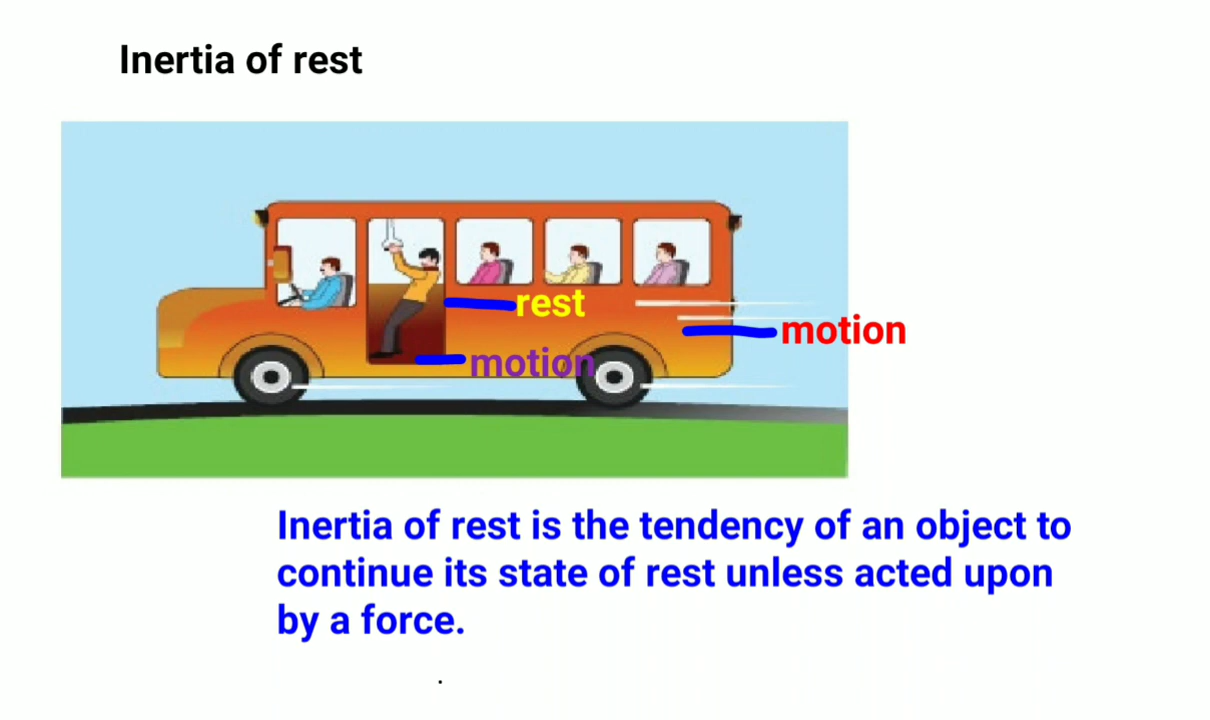 Inertia of rest
rest
motion
motion
Inertia of rest is the tendency of an object to
continue its state of rest unless acted upon
by a force.
.